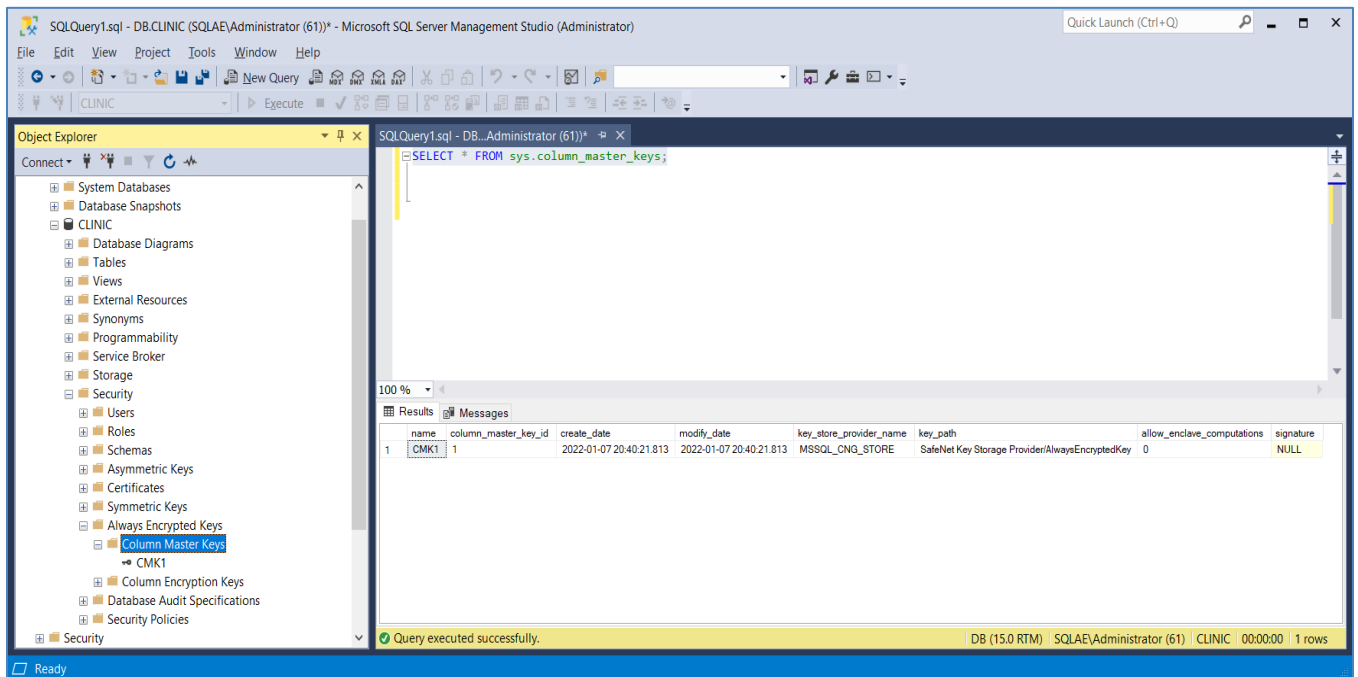 SQLQuery1.sql - DB.CLINIC (SQLAE\Administrator (61))* - Microsoft SQL Server Management Studio (Administrator)
Quick Launch (Ctrl+Q)
File Edit View Project Tools Window Help
New Query MDX DMX XMLA DAX
CLINIC Execute
Object Explorer
Connect
System Databases
Database Snapshots
CLINIC
Database Diagrams
Tables
Views
External Resources
Synonyms
Programmability
Service Broker
Storage
Security
Users
Roles
Schemas
Asymmetric Keys
Certificates
Symmetric Keys
Always Encrypted Keys
Column Master Keys
CMK1
Column Encryption Keys
Database Audit Specifications
Security Policies
Security
SQLQuery1.sql - DB...Administrator (61))*
SELECT * FROM sys.column_master_keys;
100 %
Results Messages
name column_master_key_id create_date modify_date key_store_provider_name key_path allow_enclave_computations signature
1 CMK1 1 2022-01-07 20:40:21.813 2022-01-07 20:40:21.813 MSSQL_CNG_STORE SafeNet Key Storage Provider/AlwaysEncryptedKey 0 NULL
Query executed successfully. DB (15.0 RTM) SQLAE\Administrator (61) CLINIC 00:00:00 1 rows
Ready